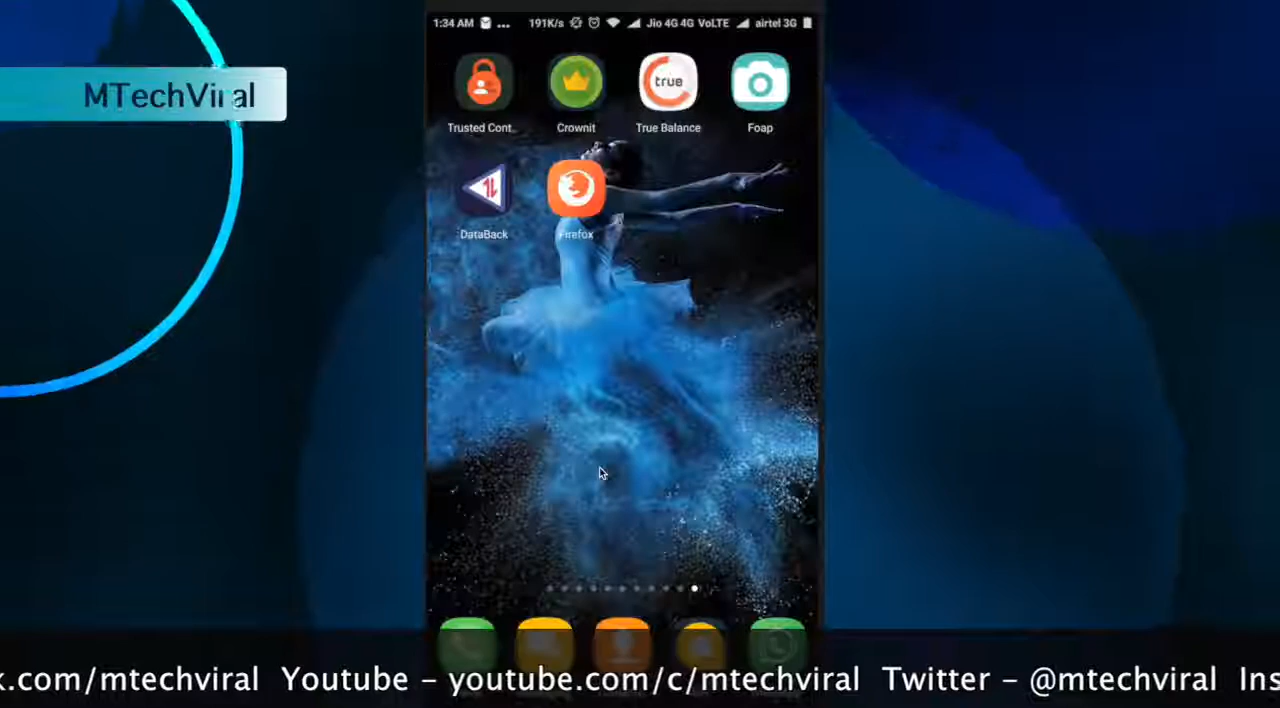 MTechViral
1:34 AM ... 191K/s Jio 4G 4G VoLTE airtel 3G
Trusted Cont.. Crownit True Balance Foap
true
DataBack Firefox
k.com/mtechviral Youtube - youtube.com/c/mtechviral Twitter - @mtechviral Ins